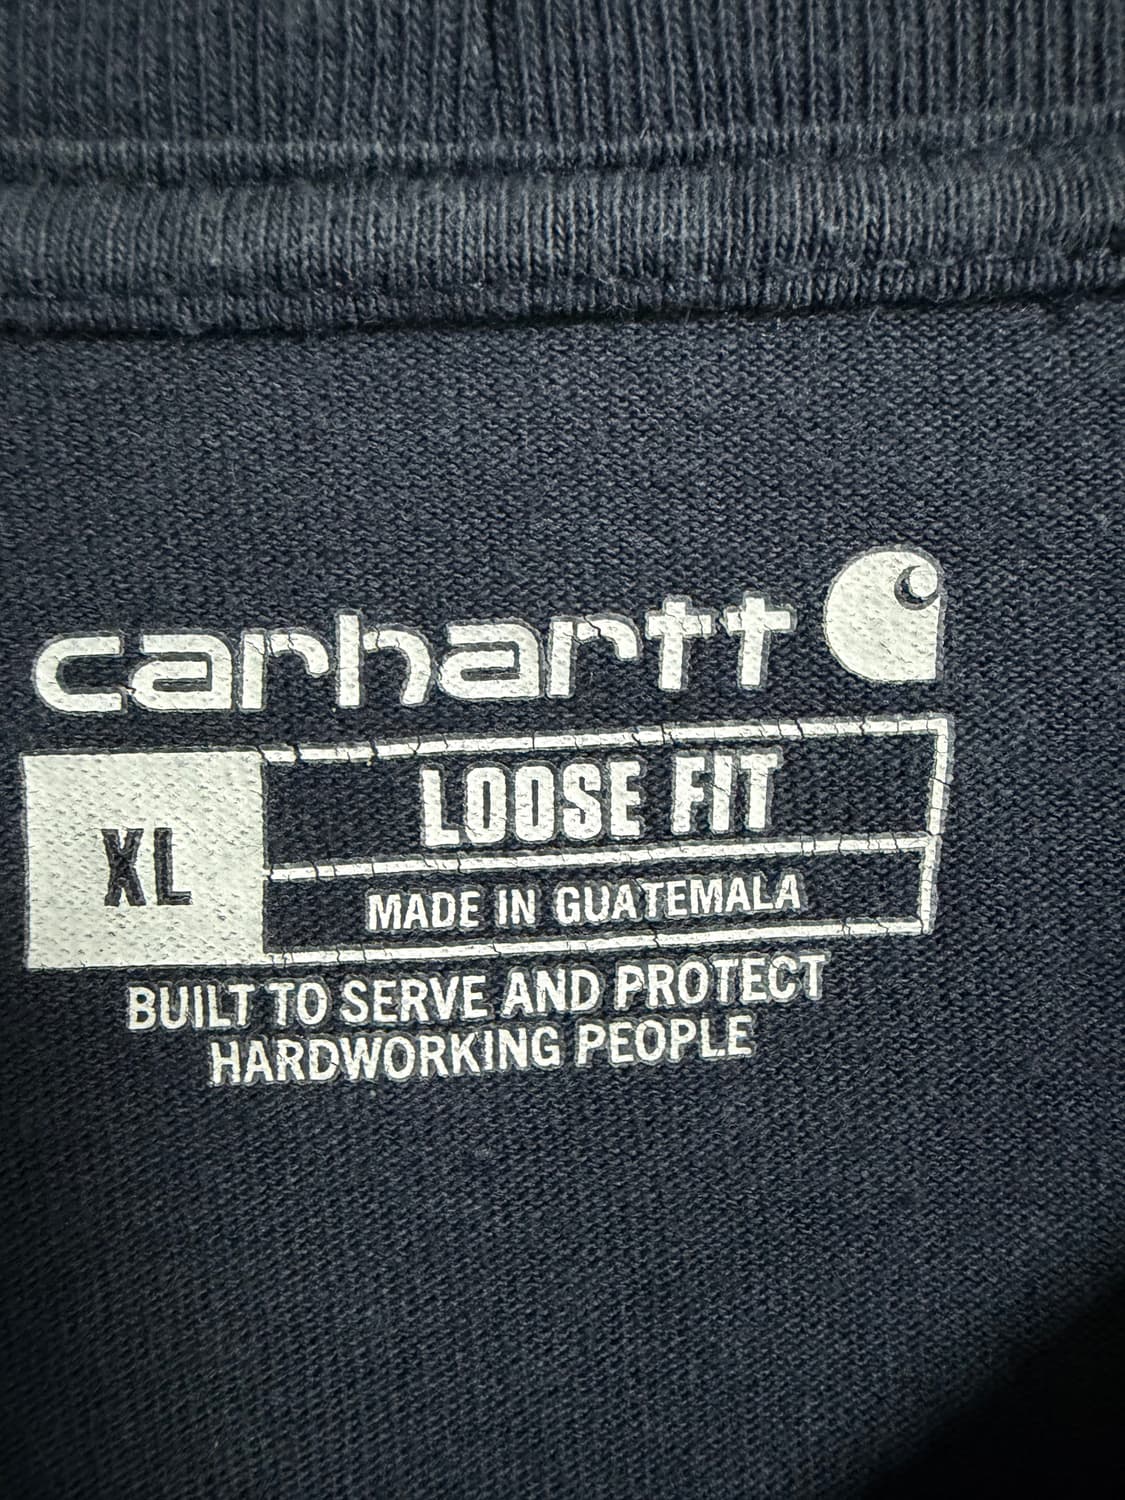 carhartt
XL
LOOSE FIT
MADE IN GUATEMALA
BUILT TO SERVE AND PROTECT
HARDWORKING PEOPLE